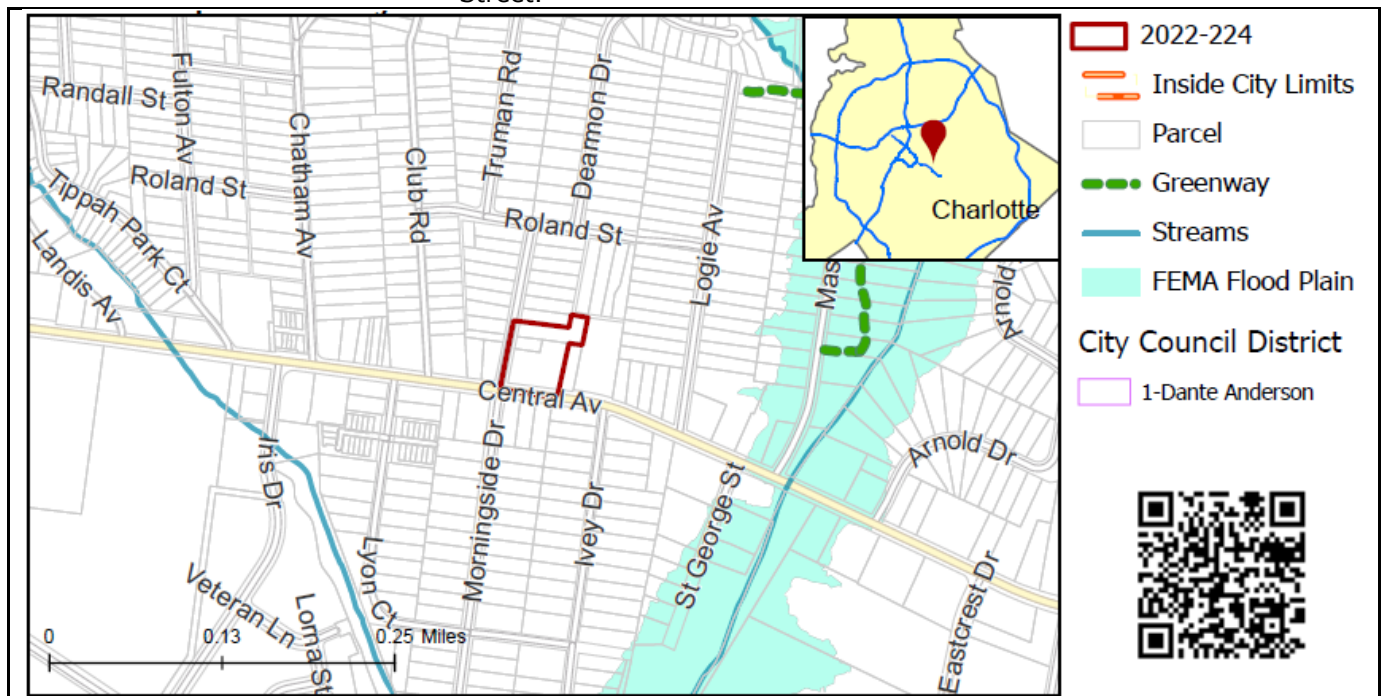 Street.
2022-224
Inside City Limits
Parcel
Greenway
Streams
FEMA Flood Plain
City Council District
1-Dante Anderson
Charlotte
Randall St
Fulton Av
Truman Rd
Dearmon Dr
Chatham Av
Club Rd
Roland St
Tippah Park Ct
Landis Av
Roland St
Logie Av
Mas
Arnold
Central Av
Iris Dr
Morningside Dr
Ivey Dr
St George St
Arnold Dr
Lyon Ct
Veteran Ln
Loma St
Eastcrest Dr
0 0.13 0.25 Miles